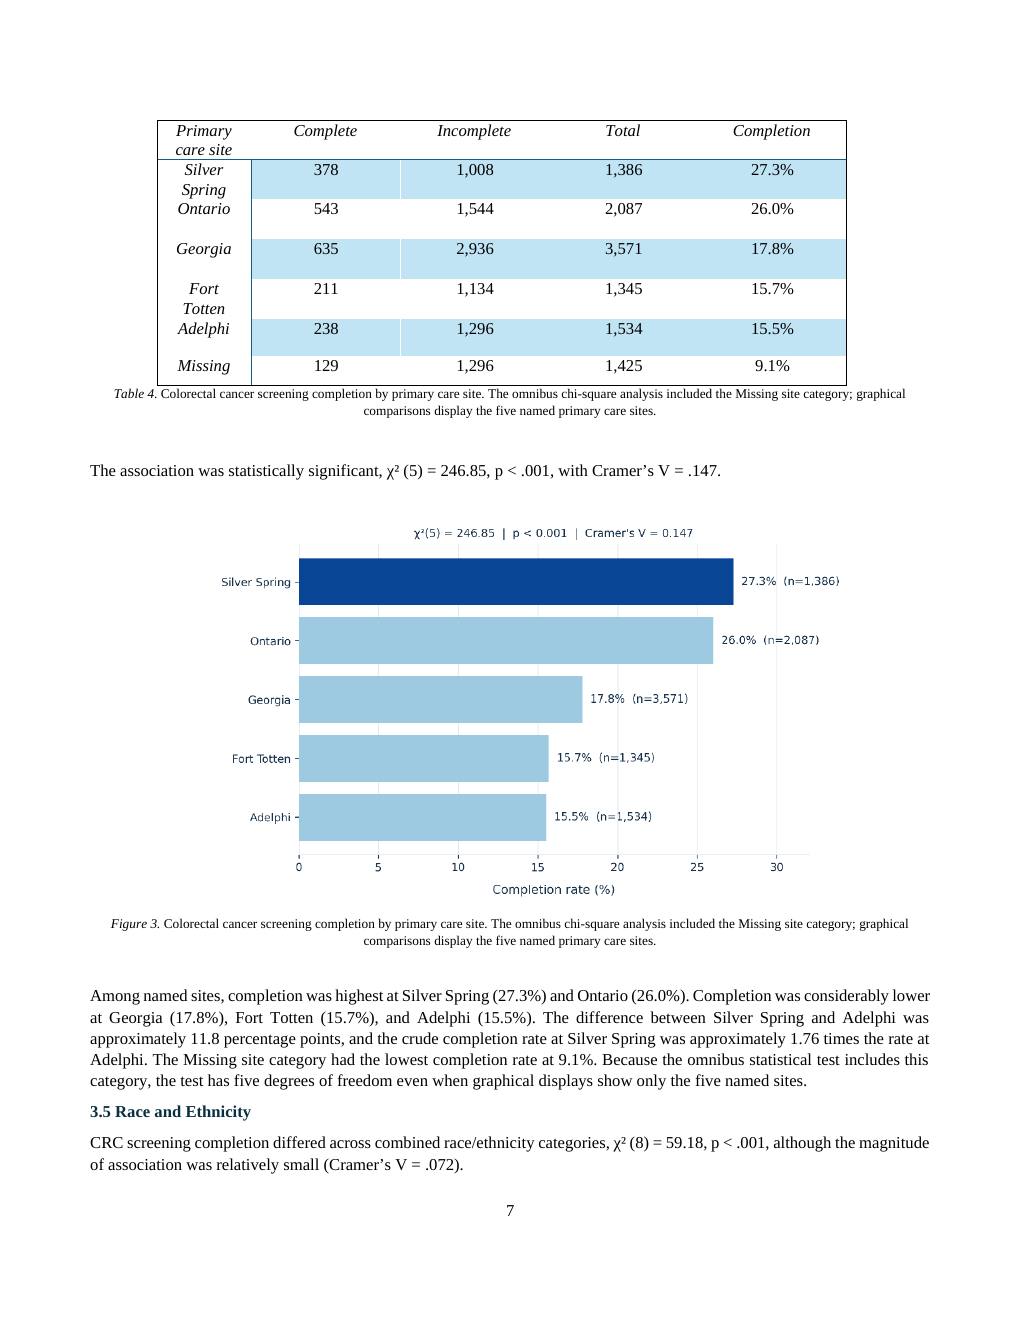 Primary Complete Incomplete Total Completion
care site
Silver 378 1,008 1,386 27.3%
Spring
Ontario 543 1,544 2,087 26.0%
Georgia 635 2,936 3,571 17.8%
Fort 211 1,134 1,345 15.7%
Totten
Adelphi 238 1,296 1,534 15.5%
Missing 129 1,296 1,425 9.1%
Table 4. Colorectal cancer screening completion by primary care site. The omnibus chi-square analysis included the Missing site category; graphical
comparisons display the five named primary care sites.
The association was statistically significant, χ² (5) = 246.85, p < .001, with Cramer’s V = .147.
χ²(5) = 246.85 | p < 0.001 | Cramer's V = 0.147
Silver Spring 27.3% (n=1,386)
Ontario 26.0% (n=2,087)
Georgia 17.8% (n=3,571)
Fort Totten 15.7% (n=1,345)
Adelphi 15.5% (n=1,534)
0 5 10 15 20 25 30
Completion rate (%)
Figure 3. Colorectal cancer screening completion by primary care site. The omnibus chi-square analysis included the Missing site category; graphical
comparisons display the five named primary care sites.
Among named sites, completion was highest at Silver Spring (27.3%) and Ontario (26.0%). Completion was considerably lower
at Georgia (17.8%), Fort Totten (15.7%), and Adelphi (15.5%). The difference between Silver Spring and Adelphi was
approximately 11.8 percentage points, and the crude completion rate at Silver Spring was approximately 1.76 times the rate at
Adelphi. The Missing site category had the lowest completion rate at 9.1%. Because the omnibus statistical test includes this
category, the test has five degrees of freedom even when graphical displays show only the five named sites.
3.5 Race and Ethnicity
CRC screening completion differed across combined race/ethnicity categories, χ² (8) = 59.18, p < .001, although the magnitude
of association was relatively small (Cramer’s V = .072).
7